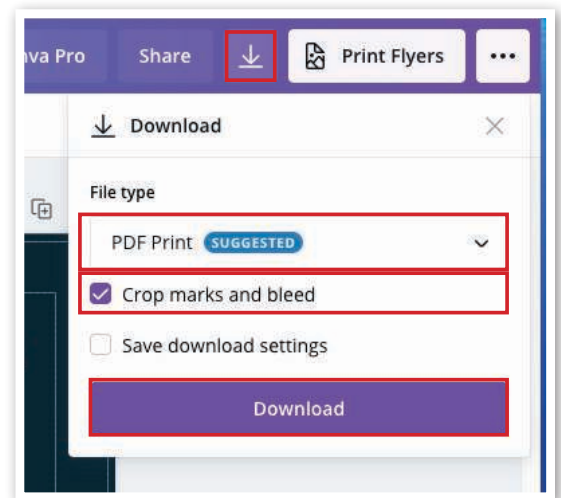 nva Pro Share Print Flyers
Download
File type
PDF Print SUGGESTED
Crop marks and bleed
Save download settings
Download